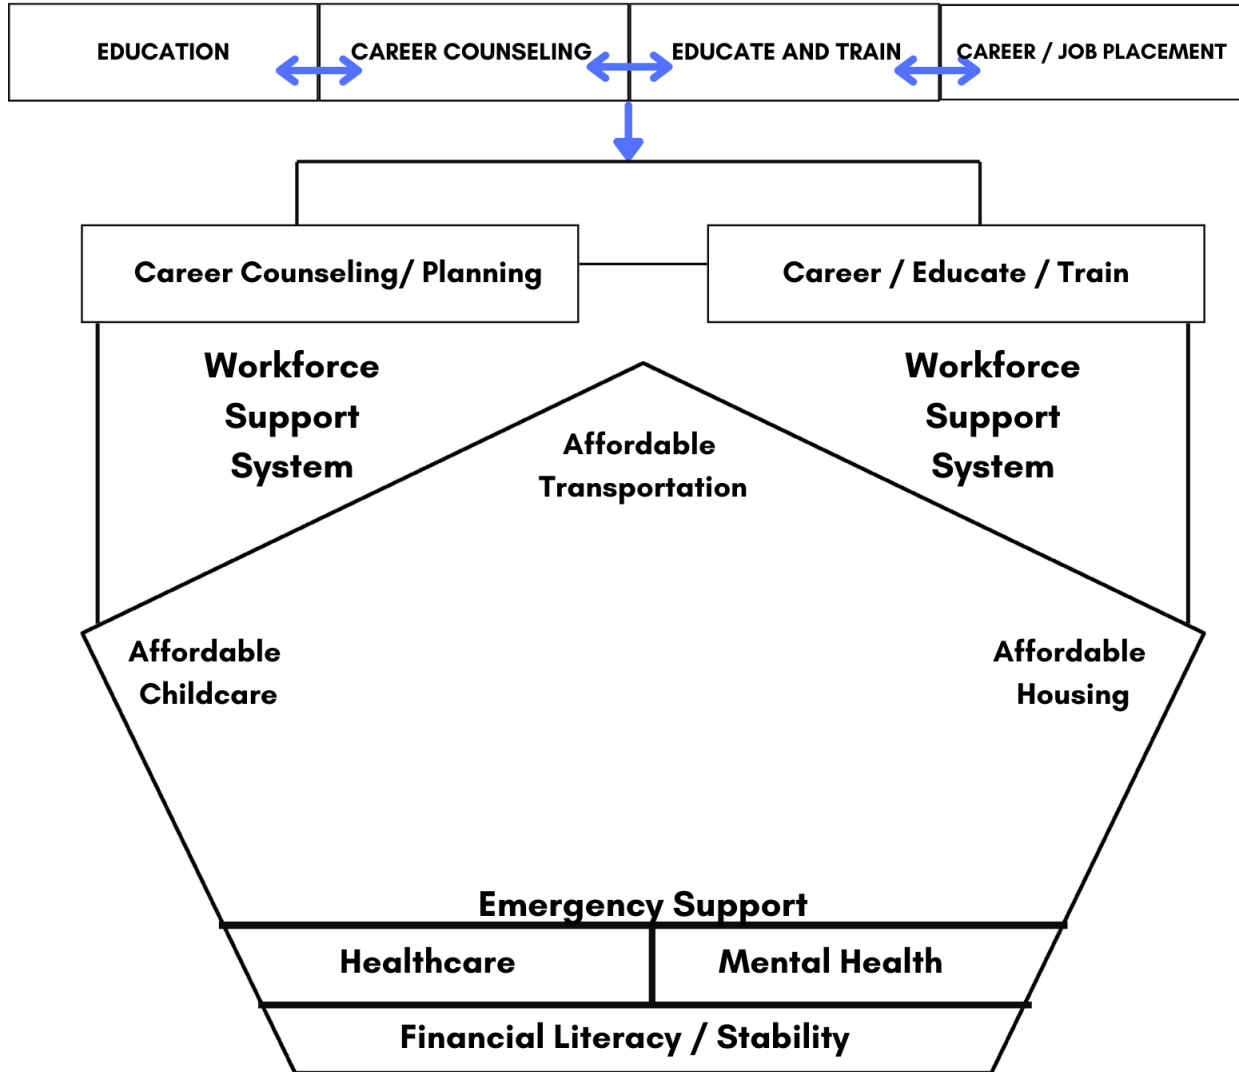 EDUCATION
CAREER COUNSELING
EDUCATE AND TRAIN
CAREER / JOB PLACEMENT
Career Counseling/ Planning
Career / Educate / Train
Workforce
Support
System
Workforce
Support
System
Affordable
Transportation
Affordable
Childcare
Affordable
Housing
Emergency Support
Healthcare
Mental Health
Financial Literacy / Stability